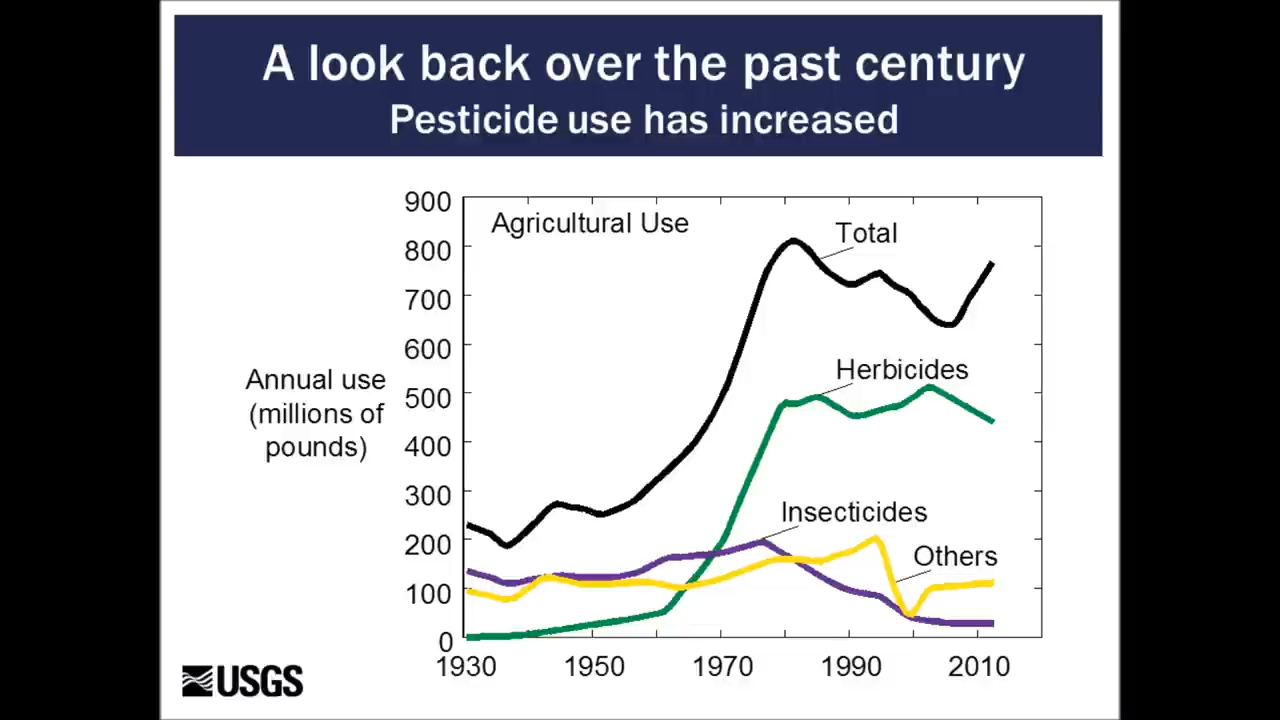 A look back over the past century
Pesticide use has increased
900
800
700
600
500
400
300
200
100
0
Agricultural Use
Total
Herbicides
Insecticides
Others
Annual use
(millions of
pounds)
1930
1950
1970
1990
2010
USGS